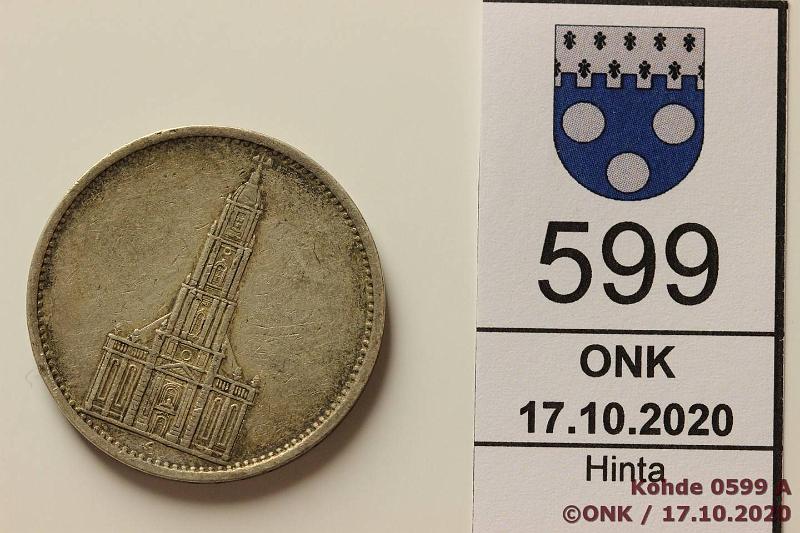 599
ONK
17.10.2020
Hinta
Kohde 0599 A
©ONK / 17.10.2020